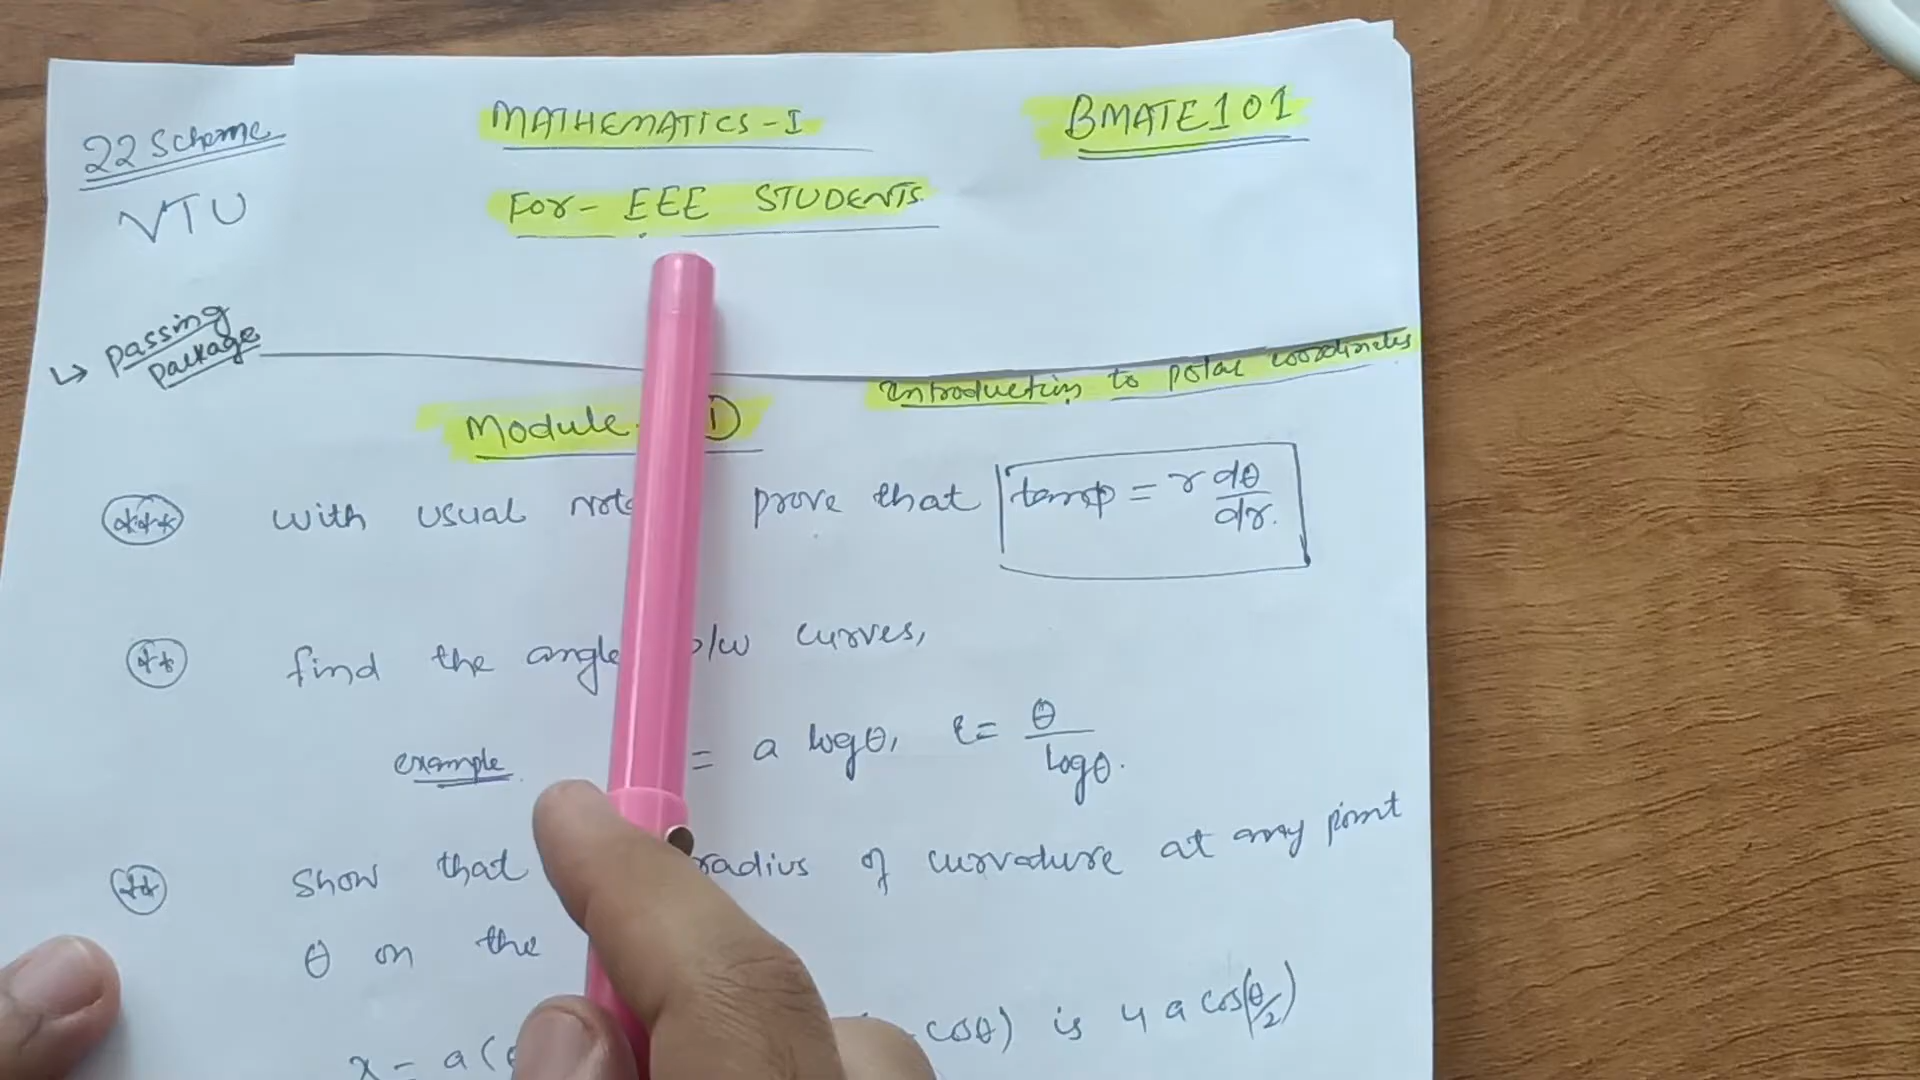 22 Scheme
VTU
MATHEMATICS-I
BMATE101
For- EEE STUDENTS.
↳ passing package
Introduction to polar coordinates
Module 1
*** with usual prove that tanφ = r dθ/dr.
** find the angle b/w curves,
example = a logθ, r = θ/logθ.
** show that radius of curvature at any point
θ on the
x = a( cosθ) is 4a cos(θ/2)